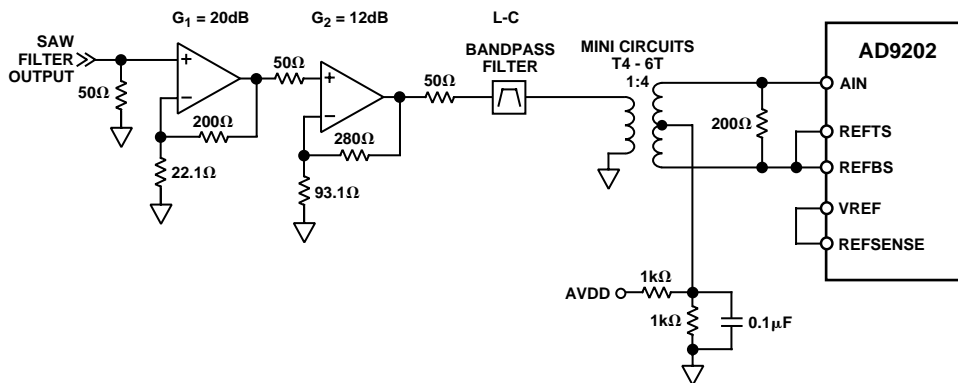 G1 = 20dB
G2 = 12dB
L-C
BANDPASS
FILTER
MINI CIRCUITS
T4 - 6T
1:4
AD9202
SAW
FILTER
OUTPUT
50Ω
+
−
200Ω
22.1Ω
50Ω
+
−
280Ω
93.1Ω
50Ω
200Ω
AIN
REFTS
REFBS
VREF
REFSENSE
AVDD
1kΩ
1kΩ
0.1μF